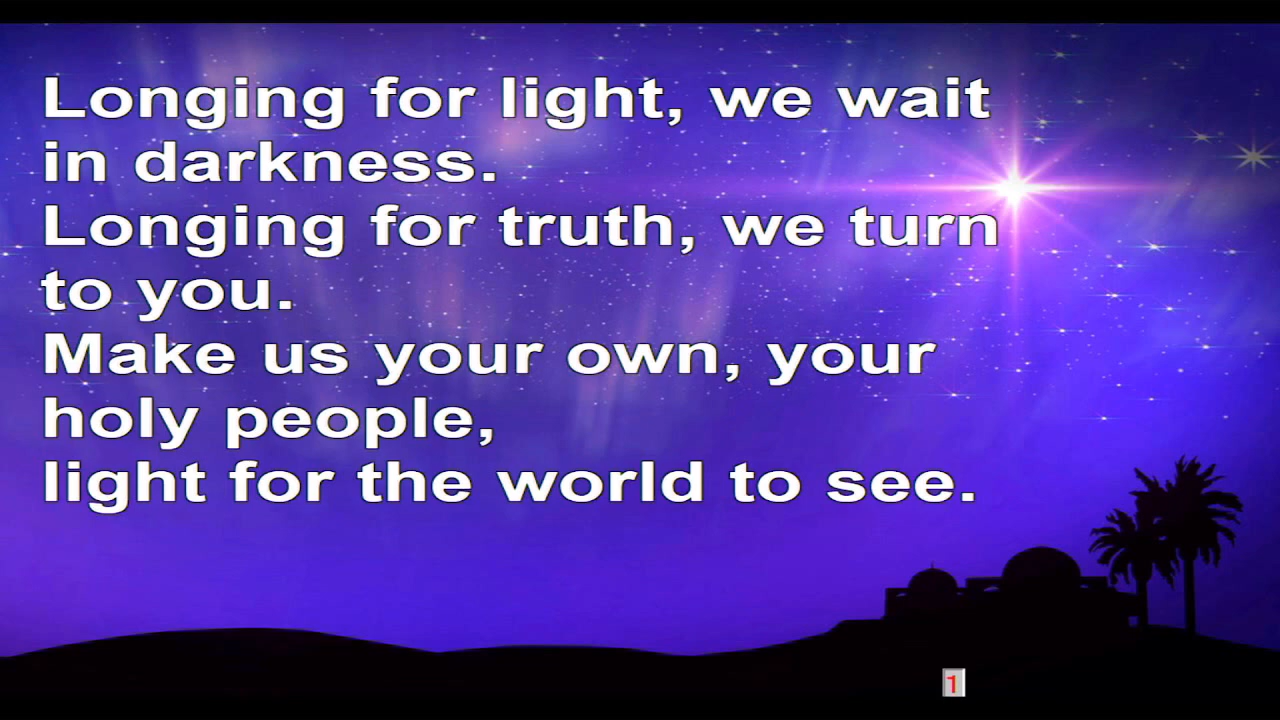 Longing for light, we wait
in darkness.
Longing for truth, we turn
to you.
Make us your own, your
holy people,
light for the world to see.
1